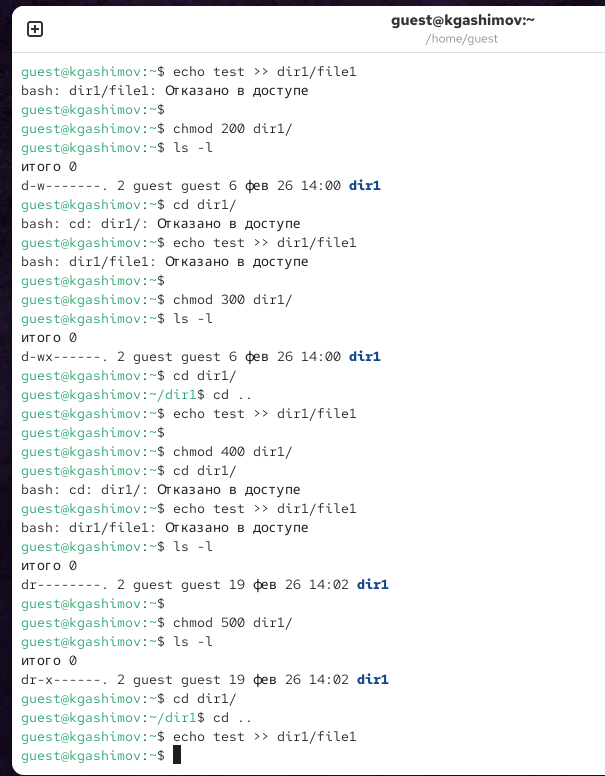 guest@kgashimov:~
/home/guest
guest@kgashimov:~$ echo test >> dir1/file1
bash: dir1/file1: Отказано в доступе
guest@kgashimov:~$
guest@kgashimov:~$ chmod 200 dir1/
guest@kgashimov:~$ ls -l
итого 0
d-w-------. 2 guest guest 6 фев 26 14:00 dir1
guest@kgashimov:~$ cd dir1/
bash: cd: dir1/: Отказано в доступе
guest@kgashimov:~$ echo test >> dir1/file1
bash: dir1/file1: Отказано в доступе
guest@kgashimov:~$
guest@kgashimov:~$ chmod 300 dir1/
guest@kgashimov:~$ ls -l
итого 0
d-wx------. 2 guest guest 6 фев 26 14:00 dir1
guest@kgashimov:~$ cd dir1/
guest@kgashimov:~/dir1$ cd ..
guest@kgashimov:~$ echo test >> dir1/file1
guest@kgashimov:~$
guest@kgashimov:~$ chmod 400 dir1/
guest@kgashimov:~$ cd dir1/
bash: cd: dir1/: Отказано в доступе
guest@kgashimov:~$ echo test >> dir1/file1
bash: dir1/file1: Отказано в доступе
guest@kgashimov:~$ ls -l
итого 0
dr--------. 2 guest guest 19 фев 26 14:02 dir1
guest@kgashimov:~$
guest@kgashimov:~$ chmod 500 dir1/
guest@kgashimov:~$ ls -l
итого 0
dr-x------. 2 guest guest 19 фев 26 14:02 dir1
guest@kgashimov:~$ cd dir1/
guest@kgashimov:~/dir1$ cd ..
guest@kgashimov:~$ echo test >> dir1/file1
guest@kgashimov:~$